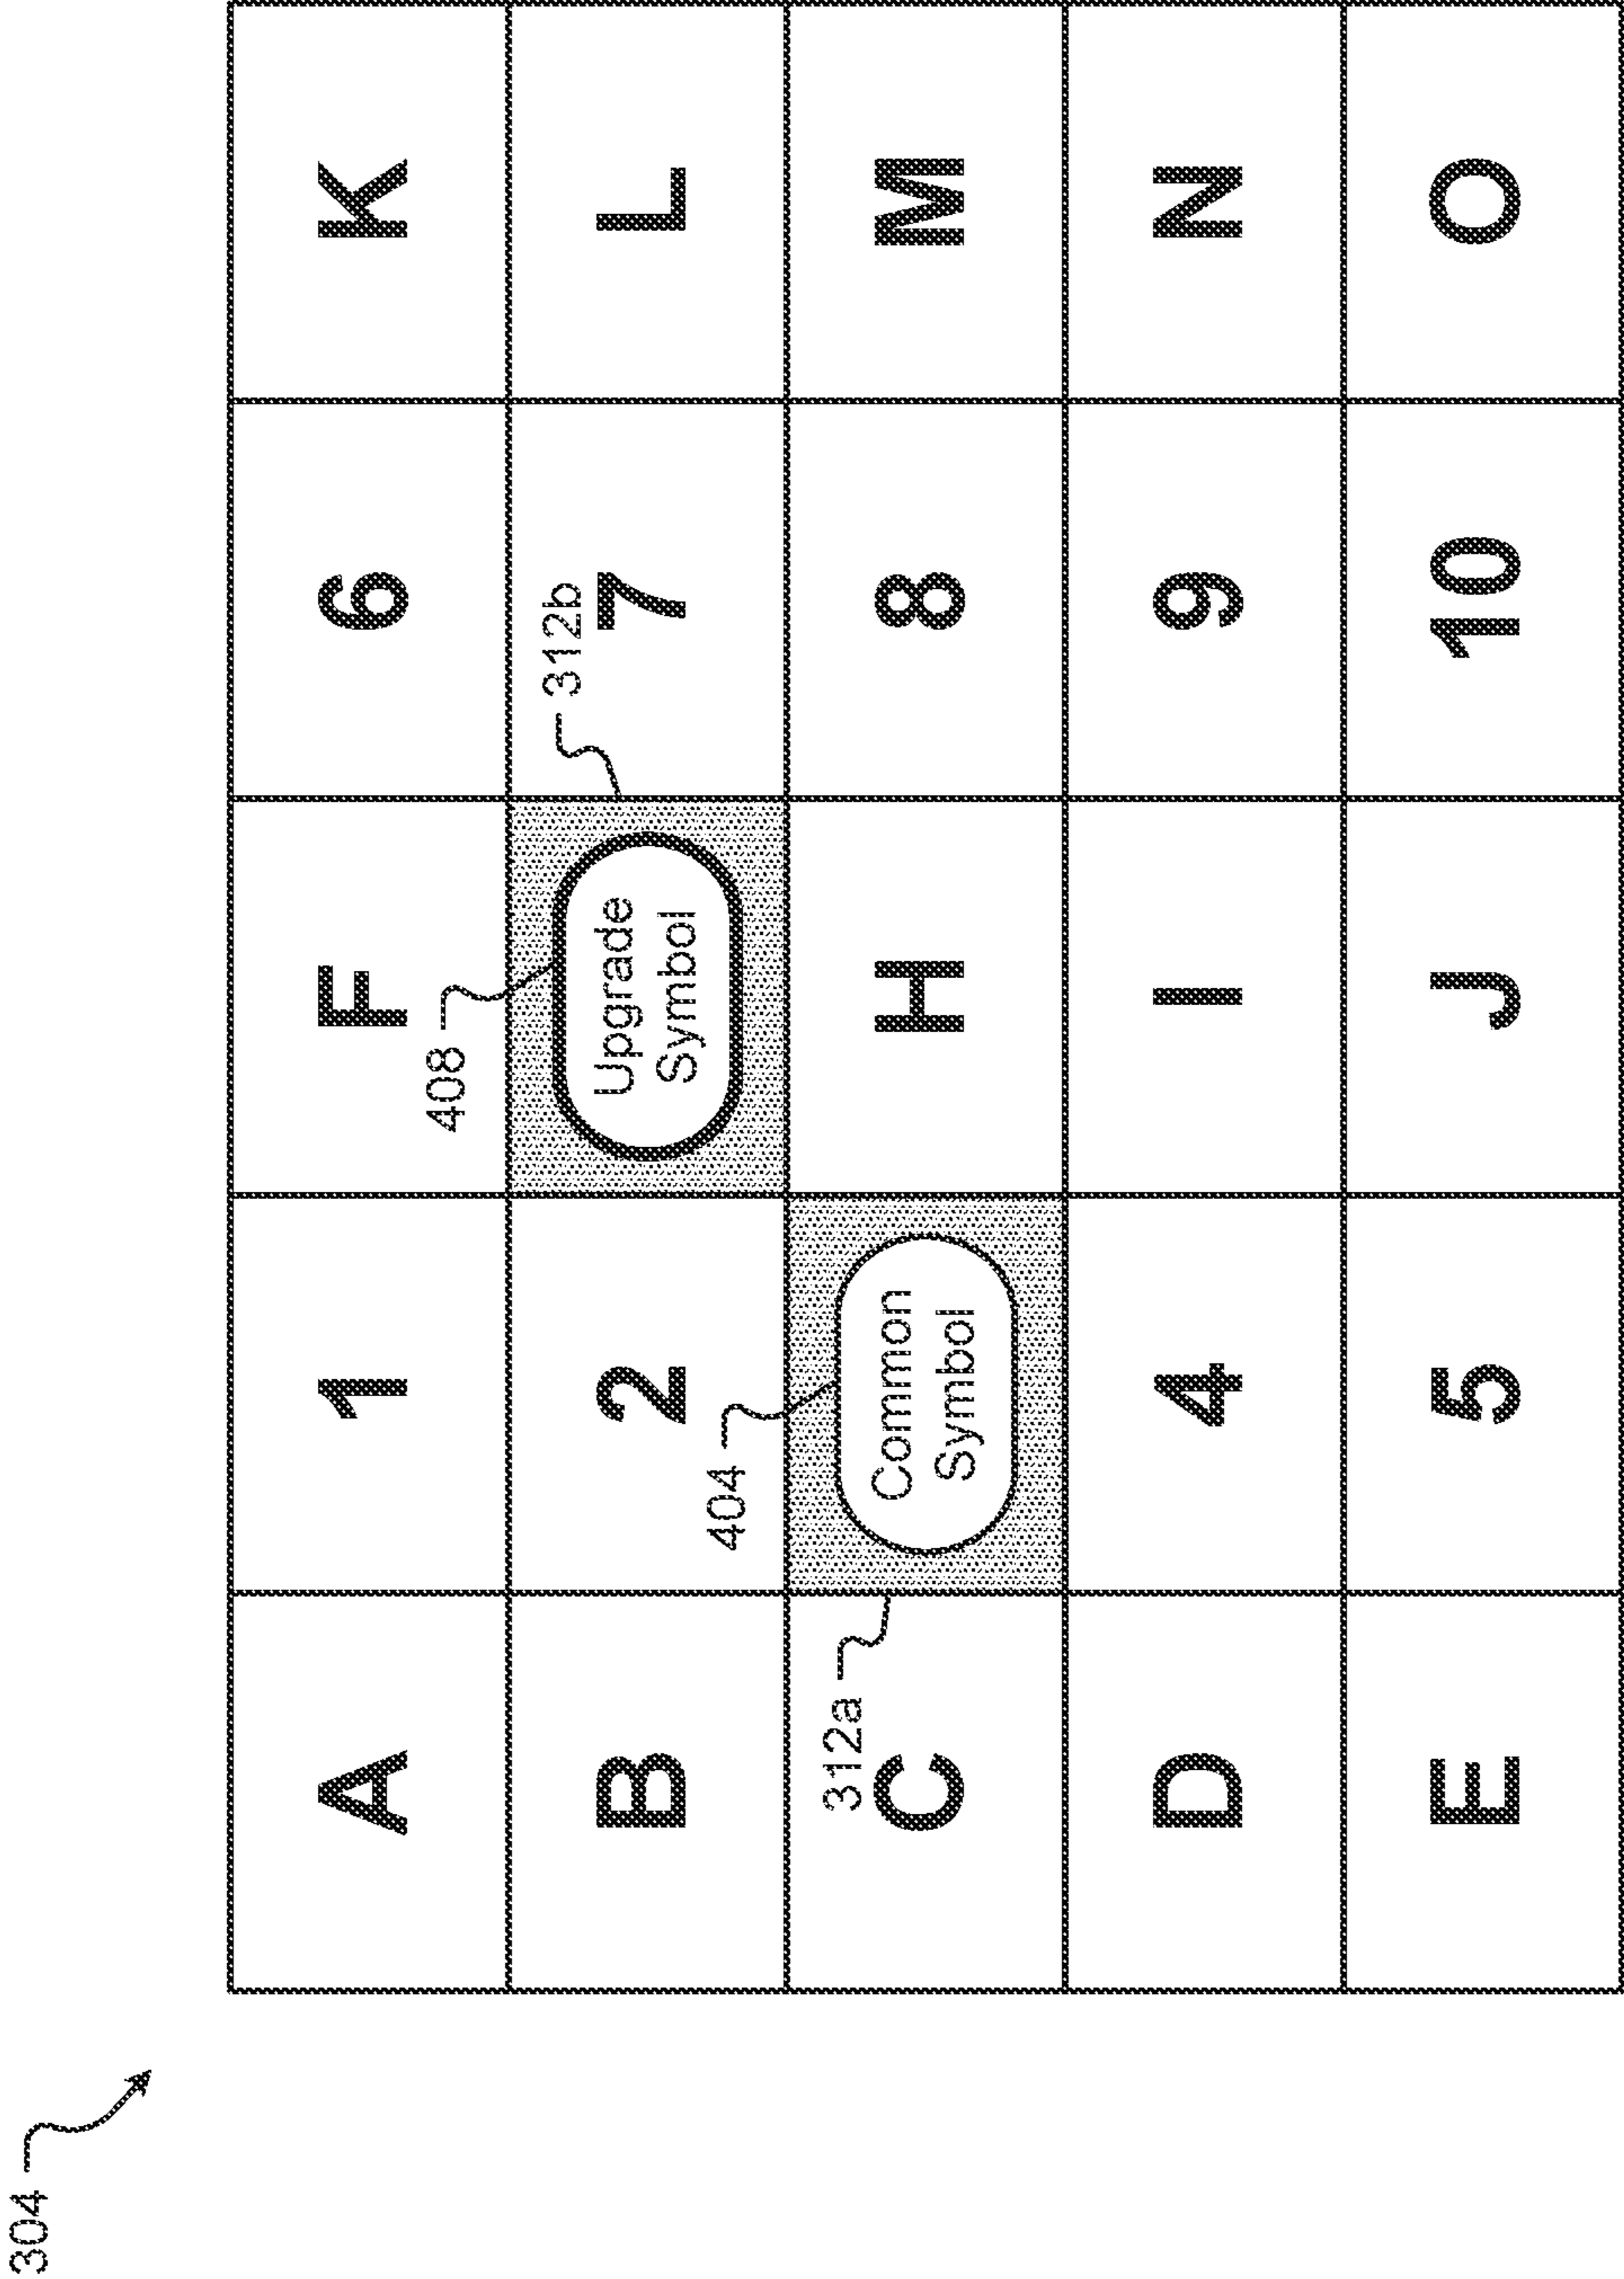 304
A 1 F 6 K
408
312b
B 2 Upgrade 7 L
Symbol
404
312a
C Common H 8 M
Symbol
D 4 I 9 N
E 5 J 10 O